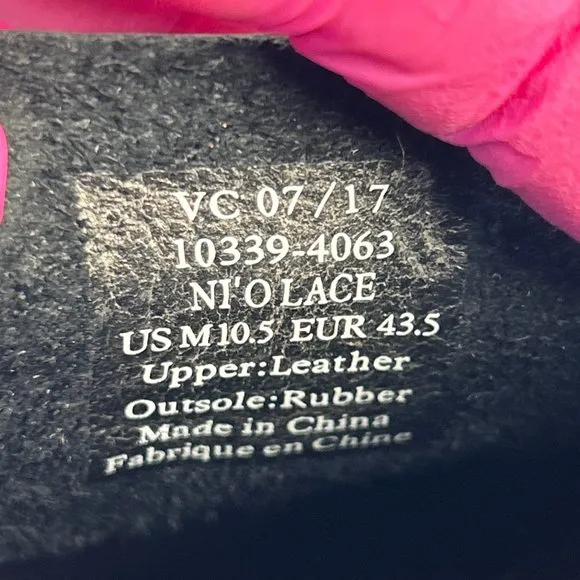 VC 07/17
10339-4063
NI'O LACE
US M10.5 EUR 43.5
Upper:Leather
Outsole:Rubber
Made in China
Fabrique en Chine